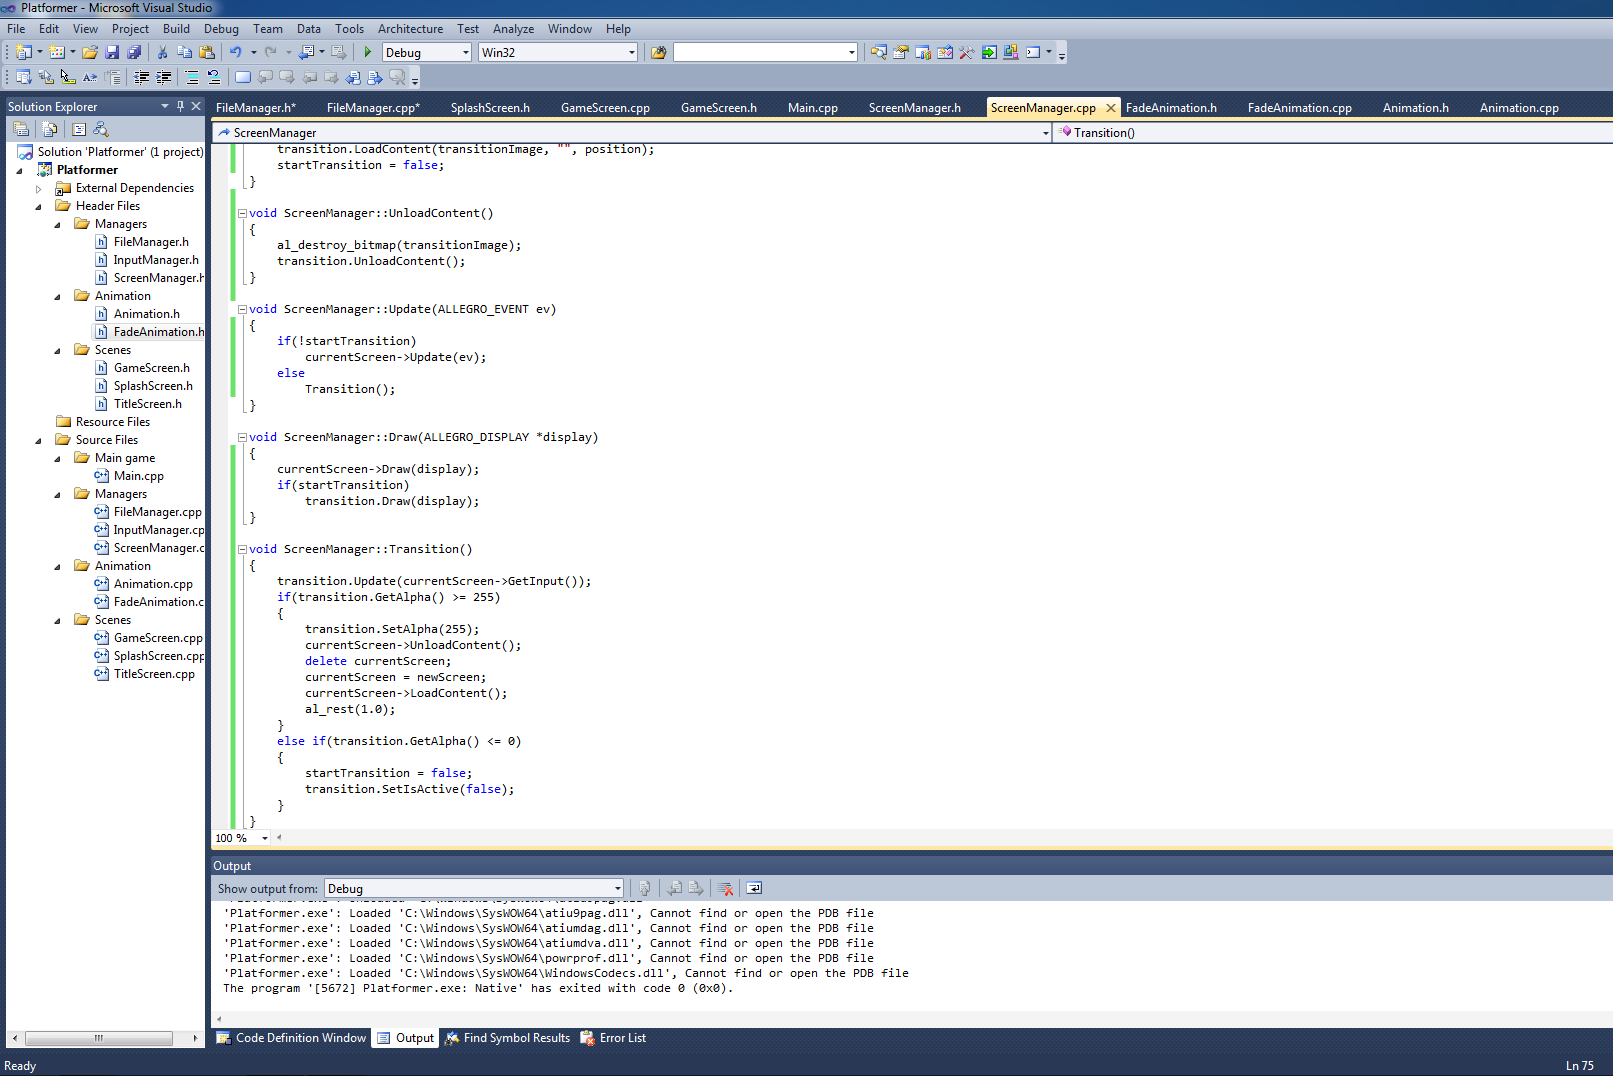 Platformer - Microsoft Visual Studio
File Edit View Project Build Debug Team Data Tools Architecture Test Analyze Window Help
Debug Win32
Solution Explorer
FileManager.h* FileManager.cpp* SplashScreen.h GameScreen.cpp GameScreen.h Main.cpp ScreenManager.h ScreenManager.cpp FadeAnimation.h FadeAnimation.cpp Animation.h Animation.cpp
ScreenManager Transition()
Solution 'Platformer' (1 project)
Platformer
External Dependencies
Header Files
Managers
FileManager.h
InputManager.h
ScreenManager.h
Animation
Animation.h
FadeAnimation.h
Scenes
GameScreen.h
SplashScreen.h
TitleScreen.h
Resource Files
Source Files
Main game
Main.cpp
Managers
FileManager.cpp
InputManager.cp
ScreenManager.c
Animation
Animation.cpp
FadeAnimation.c
Scenes
GameScreen.cpp
SplashScreen.cpp
TitleScreen.cpp
transition.LoadContent(transitionImage, "", position);
startTransition = false;
}
void ScreenManager::UnloadContent()
{
al_destroy_bitmap(transitionImage);
transition.UnloadContent();
}
void ScreenManager::Update(ALLEGRO_EVENT ev)
{
if(!startTransition)
currentScreen->Update(ev);
else
Transition();
}
void ScreenManager::Draw(ALLEGRO_DISPLAY *display)
{
currentScreen->Draw(display);
if(startTransition)
transition.Draw(display);
}
void ScreenManager::Transition()
{
transition.Update(currentScreen->GetInput());
if(transition.GetAlpha() >= 255)
{
transition.SetAlpha(255);
currentScreen->UnloadContent();
delete currentScreen;
currentScreen = newScreen;
currentScreen->LoadContent();
al_rest(1.0);
}
else if(transition.GetAlpha() <= 0)
{
startTransition = false;
transition.SetIsActive(false);
}
}
100 %
Output
Show output from: Debug
'Platformer.exe': Loaded 'C:\Windows\SysWOW64\atiu9pag.dll', Cannot find or open the PDB file
'Platformer.exe': Loaded 'C:\Windows\SysWOW64\atiumdag.dll', Cannot find or open the PDB file
'Platformer.exe': Loaded 'C:\Windows\SysWOW64\atiumdva.dll', Cannot find or open the PDB file
'Platformer.exe': Loaded 'C:\Windows\SysWOW64\powrprof.dll', Cannot find or open the PDB file
'Platformer.exe': Loaded 'C:\Windows\SysWOW64\WindowsCodecs.dll', Cannot find or open the PDB file
The program '[5672] Platformer.exe: Native' has exited with code 0 (0x0).
Code Definition Window Output Find Symbol Results Error List
Ready Ln 75